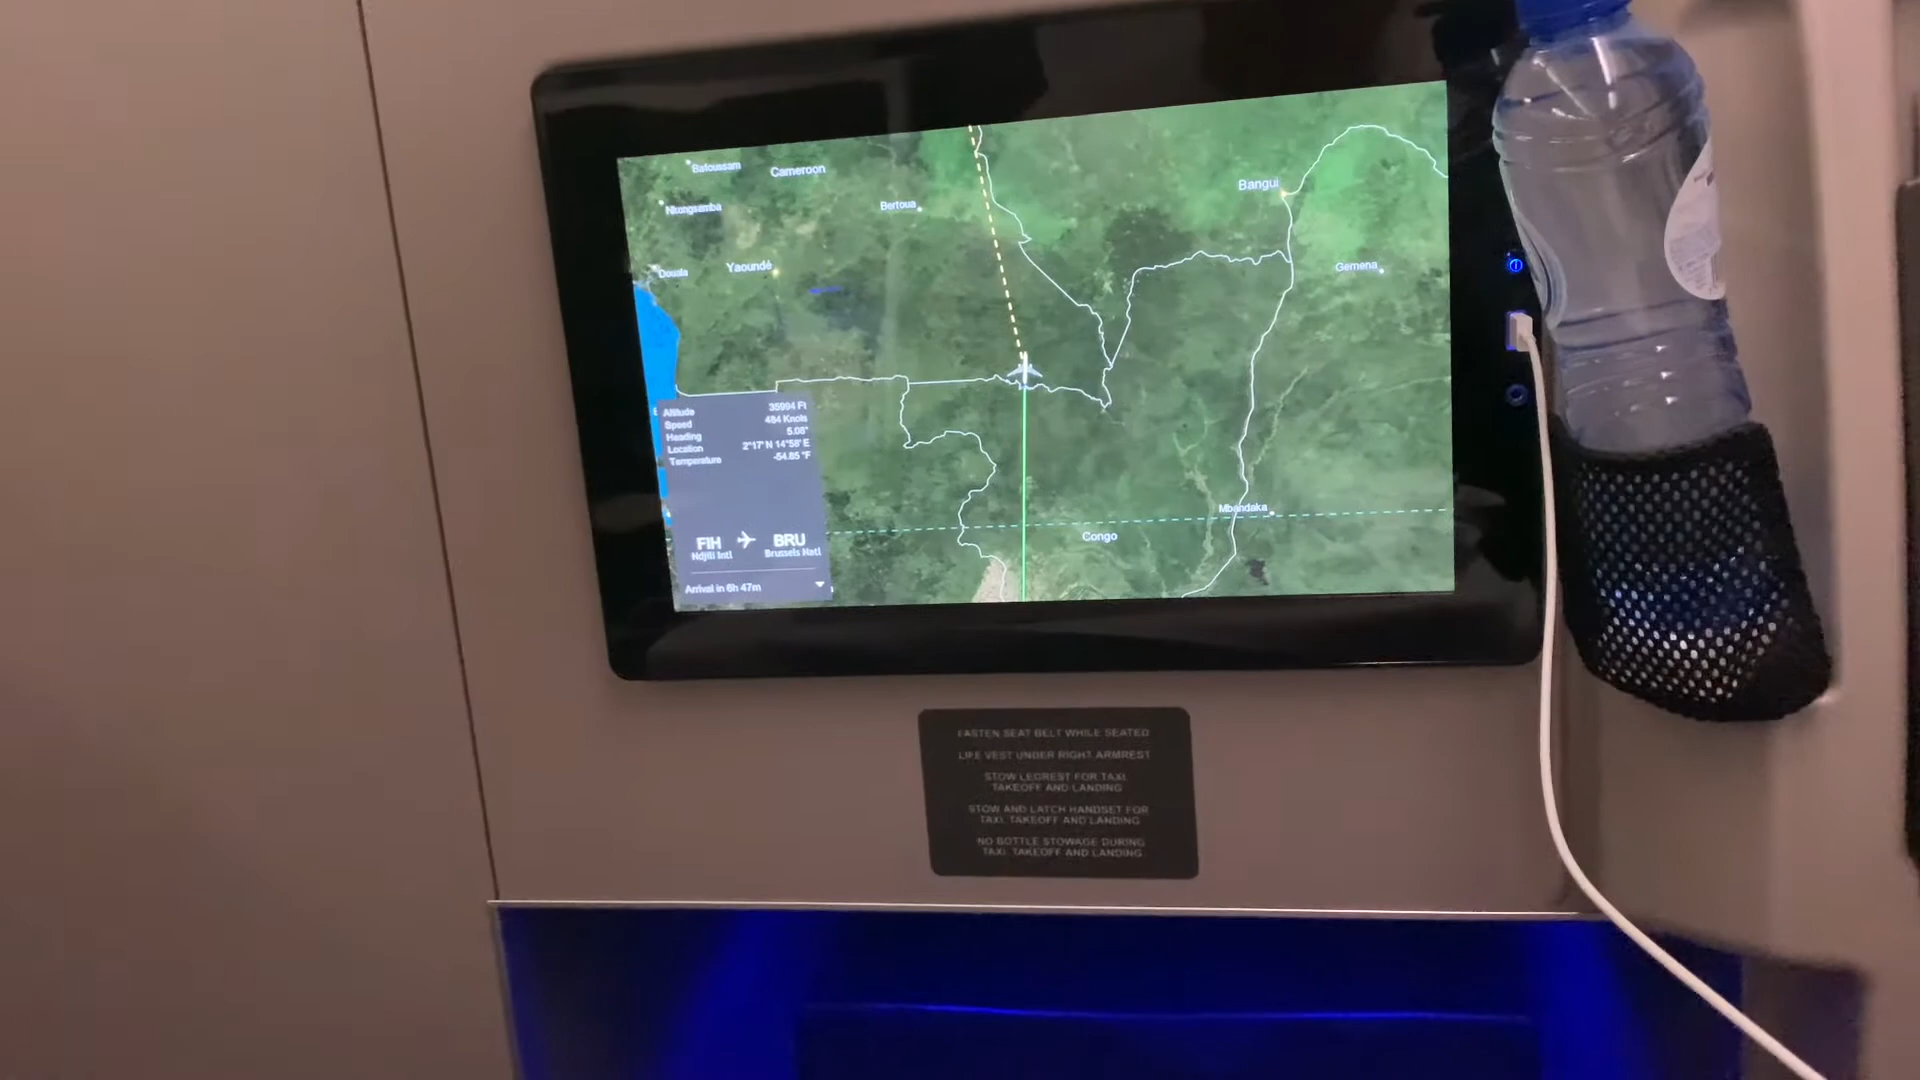 Bafoussam
Cameroon
Nkongsamba
Bertoua
Bangui
Douala
Yaoundé
Gemena
Altitude 35994 Ft
Speed 484 Knots
Heading 5.08°
Location 2°17' N 14°58' E
Temperature -54.85 °F
Mbandaka
Congo
FIH BRU
Ndjili Intl Brussels Natl
Arrival in 6h 47m
FASTEN SEAT BELT WHILE SEATED
LIFE VEST UNDER RIGHT ARMREST
STOW LEGREST FOR TAXI,
TAKEOFF AND LANDING
STOW AND LATCH HANDSET FOR
TAXI, TAKEOFF AND LANDING
NO BOTTLE STOWAGE DURING
TAXI, TAKEOFF AND LANDING